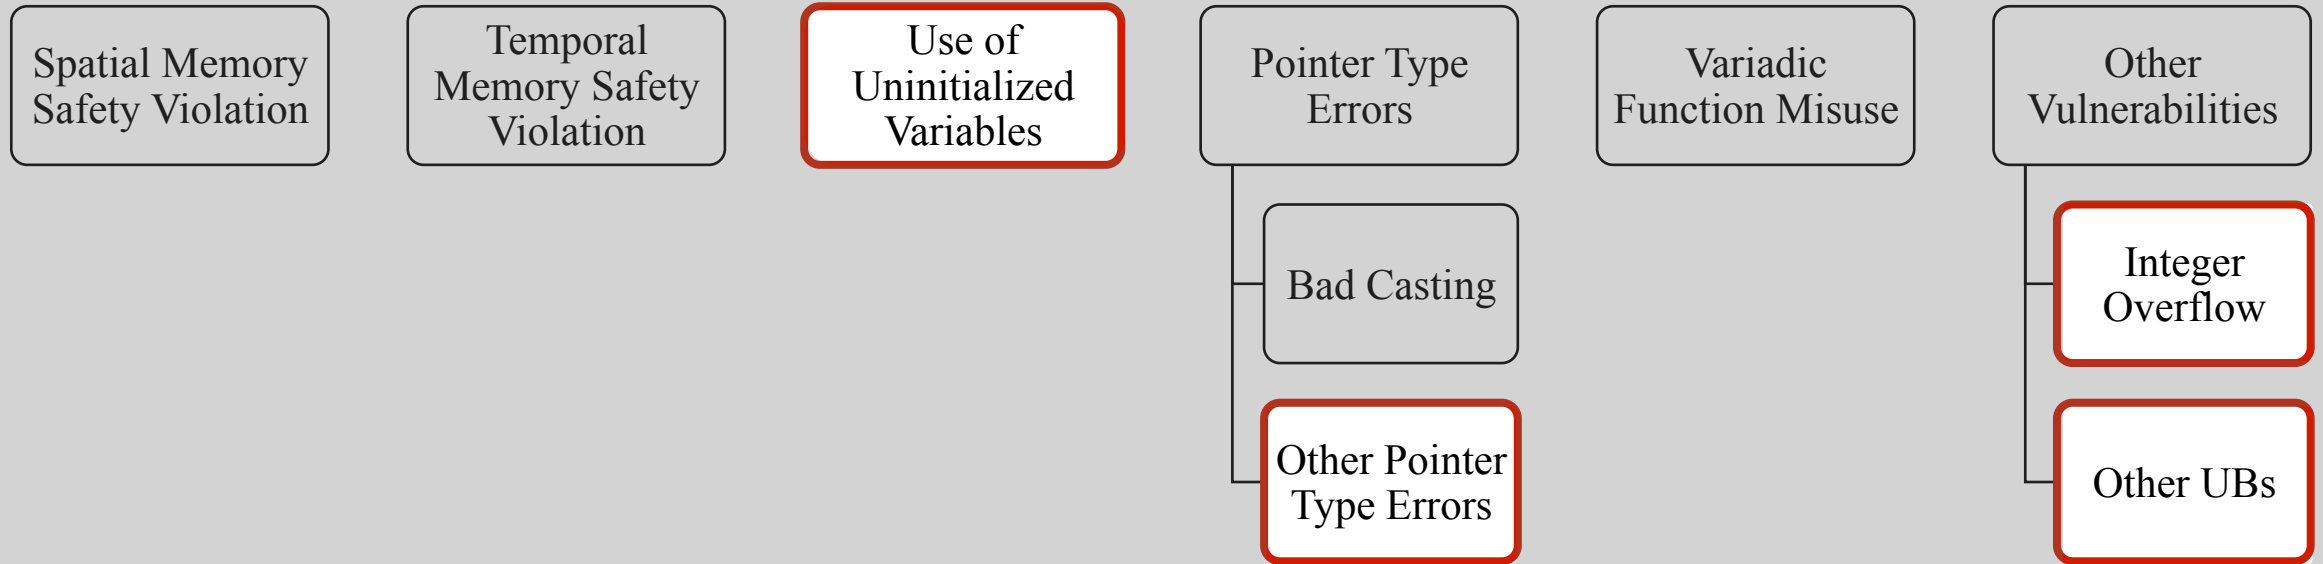 Spatial Memory
Safety Violation
Temporal
Memory Safety
Violation
Use of
Uninitialized
Variables
Pointer Type
Errors
Variadic
Function Misuse
Other
Vulnerabilities
Bad Casting
Integer
Overflow
Other Pointer
Type Errors
Other UBs